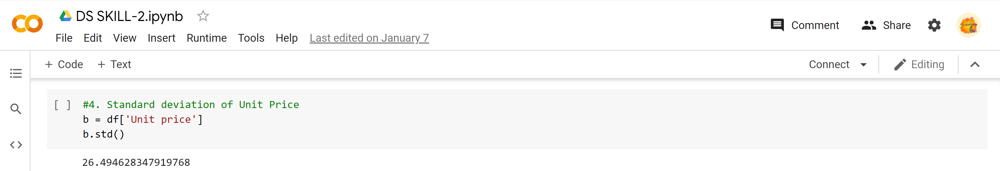 DS SKILL-2.ipynb
File Edit View Insert Runtime Tools Help Last edited on January 7
Comment Share
+ Code + Text
Connect Editing
[ ] #4. Standard deviation of Unit Price
b = df['Unit price']
b.std()
26.494628347919768